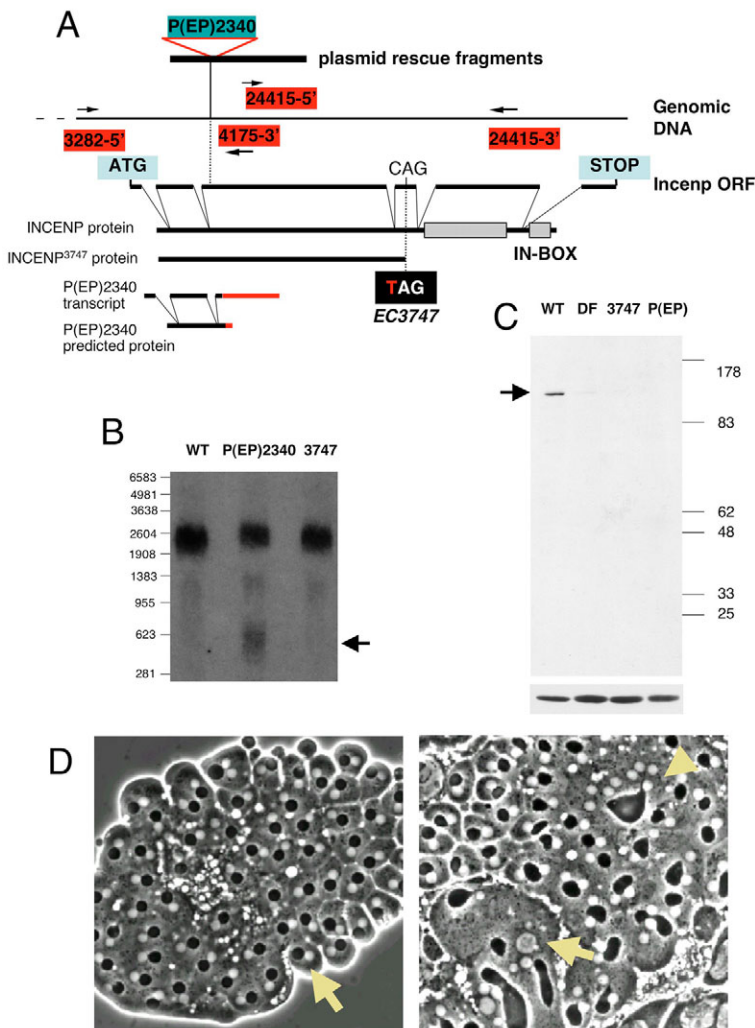 A
P(EP)2340
plasmid rescue fragments
24415-5'
Genomic
DNA
3282-5'
4175-3'
24415-3'
ATG
CAG
STOP
Incenp ORF
INCENP protein
IN-BOX
INCENP3747 protein
TAG
EC3747
P(EP)2340
transcript
P(EP)2340
predicted protein
B
WT P(EP)2340 3747
6583
4981
3638
2604
1908
1383
955
623
281
C
WT DF 3747 P(EP)
178
83
62
48
33
25
D